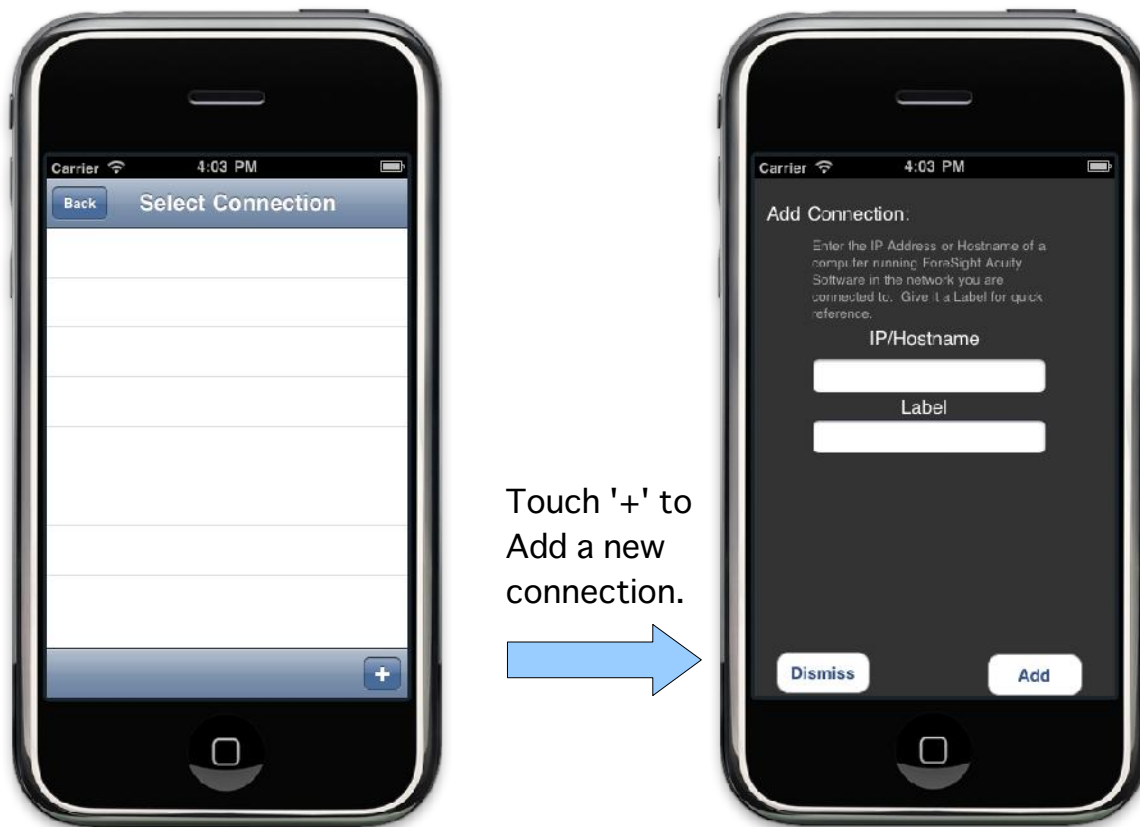 Carrier 4:03 PM
Back Select Connection
+
Touch '+' to
Add a new
connection.
Carrier 4:03 PM
Add Connection:
Enter the IP Address or Hostname of a
computer running ForeSight Acuity
Software in the network you are
connected to. Give it a Label for quick
reference.
IP/Hostname
Label
Dismiss Add